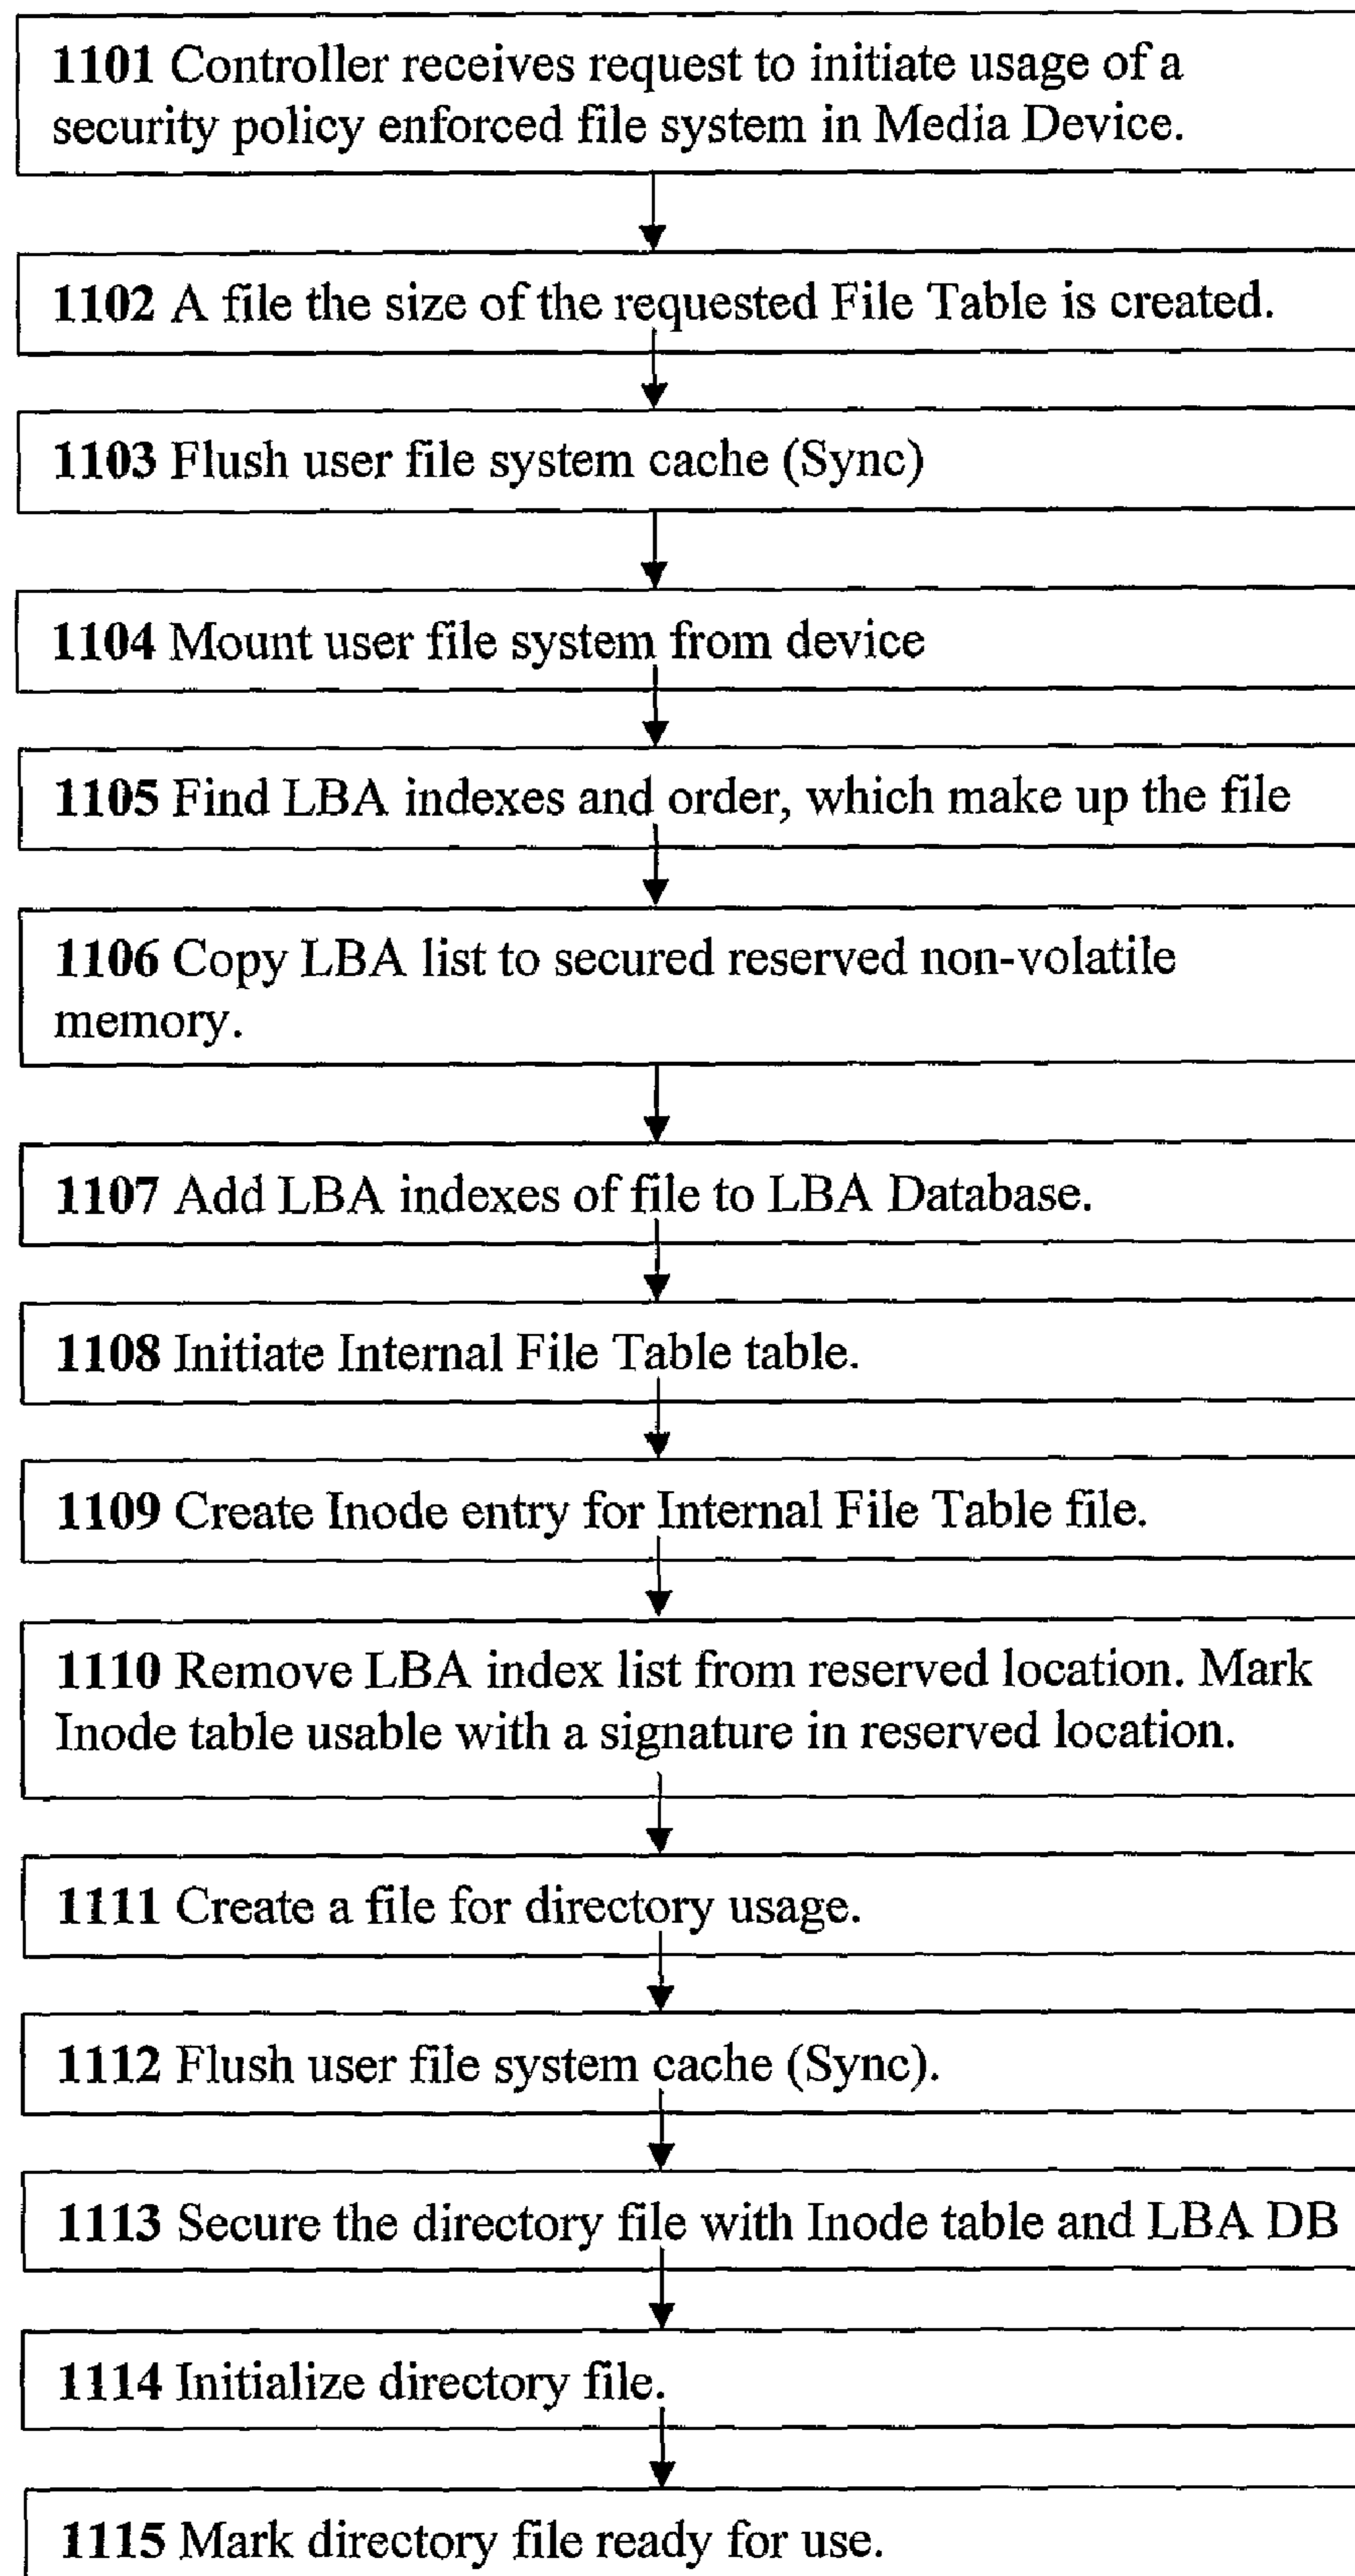 1101 Controller receives request to initiate usage of a
security policy enforced file system in Media Device.
1102 A file the size of the requested File Table is created.
1103 Flush user file system cache (Sync)
1104 Mount user file system from device
1105 Find LBA indexes and order, which make up the file
1106 Copy LBA list to secured reserved non-volatile
memory.
1107 Add LBA indexes of file to LBA Database.
1108 Initiate Internal File Table table.
1109 Create Inode entry for Internal File Table file.
1110 Remove LBA index list from reserved location. Mark
Inode table usable with a signature in reserved location.
1111 Create a file for directory usage.
1112 Flush user file system cache (Sync).
1113 Secure the directory file with Inode table and LBA DB
1114 Initialize directory file.
1115 Mark directory file ready for use.